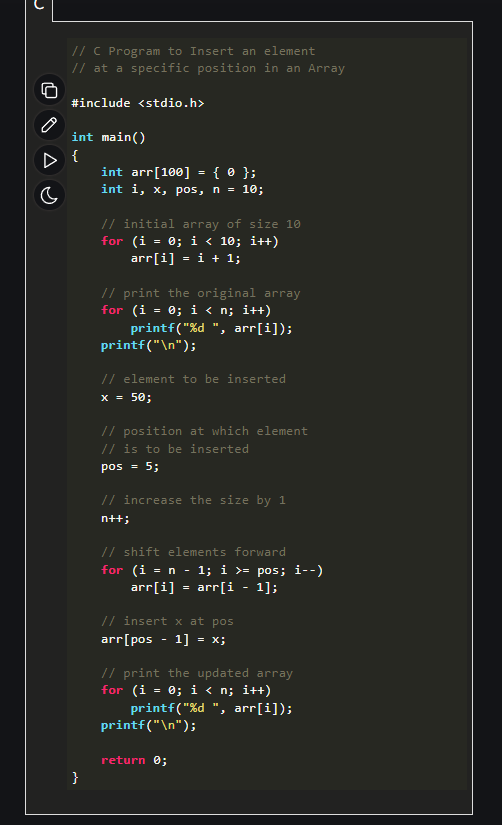 C
// C Program to Insert an element
// at a specific position in an Array
#include <stdio.h>
int main()
{
    int arr[100] = { 0 };
    int i, x, pos, n = 10;
    // initial array of size 10
    for (i = 0; i < 10; i++)
        arr[i] = i + 1;
    // print the original array
    for (i = 0; i < n; i++)
        printf("%d ", arr[i]);
    printf("\n");
    // element to be inserted
    x = 50;
    // position at which element
    // is to be inserted
    pos = 5;
    // increase the size by 1
    n++;
    // shift elements forward
    for (i = n - 1; i >= pos; i--)
        arr[i] = arr[i - 1];
    // insert x at pos
    arr[pos - 1] = x;
    // print the updated array
    for (i = 0; i < n; i++)
        printf("%d ", arr[i]);
    printf("\n");
    return 0;
}